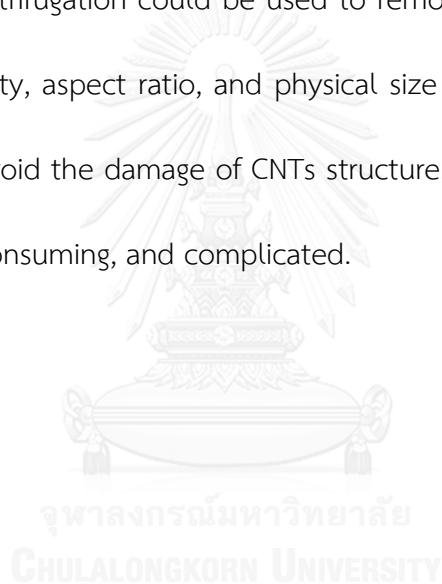 thrugation could be used to remo
ty, aspect ratio, and physical size
oid the damage of CNTs structure
onsuming, and complicated.
จุฬาลงกรณ์มหาวิทยาลัย
CHULALONGKORN UNIVERSITY